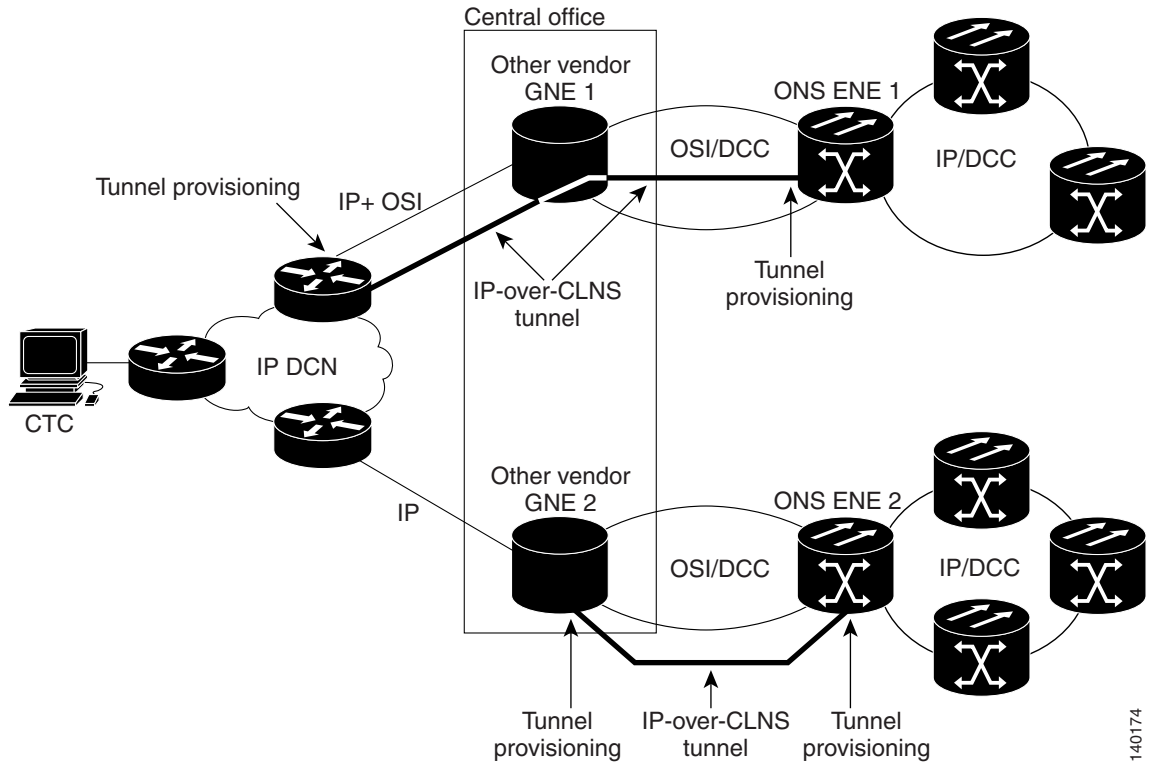 Central office
Other vendor
GNE 1
ONS ENE 1
OSI/DCC
IP/DCC
Tunnel provisioning
IP+ OSI
IP-over-CLNS
tunnel
Tunnel
provisioning
IP DCN
CTC
Other vendor
GNE 2
ONS ENE 2
IP
OSI/DCC
IP/DCC
Tunnel
provisioning
IP-over-CLNS
tunnel
Tunnel
provisioning
140174